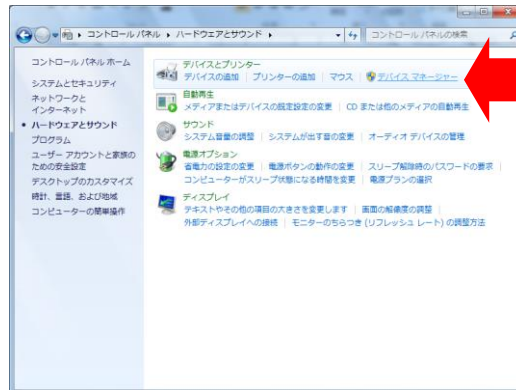 コントロール パネル ▸ ハードウェアとサウンド ▸
コントロール パネルの検索
コントロール パネル ホーム
システムとセキュリティ
ネットワークと
インターネット
ハードウェアとサウンド
プログラム
ユーザー アカウントと家族の
ための安全設定
デスクトップのカスタマイズ
時計、言語、および地域
コンピューターの簡単操作
デバイスとプリンター
デバイスの追加 | プリンターの追加 | マウス | デバイス マネージャー
自動再生
メディアまたはデバイスの既定設定の変更 | CD または他のメディアの自動再生
サウンド
システム音量の調整 | システムが出す音の変更 | オーディオ デバイスの管理
電源オプション
省電力の設定の変更 | 電源ボタンの動作の変更 | スリープ解除時のパスワードの要求
コンピューターがスリープ状態になる時間を変更 | 電源プランの選択
ディスプレイ
テキストやその他の項目の大きさを変更します | 画面の解像度の調整
外部ディスプレイへの接続 | モニターのちらつき (リフレッシュ レート) の調整方法